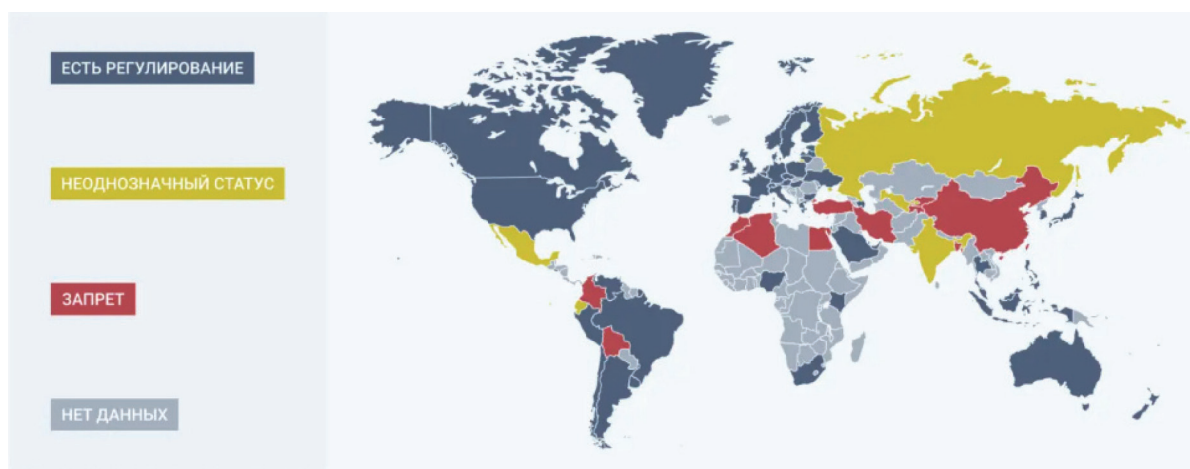 ЕСТЬ РЕГУЛИРОВАНИЕ
НЕОДНОЗНАЧНЫЙ СТАТУС
ЗАПРЕТ
НЕТ ДАННЫХ